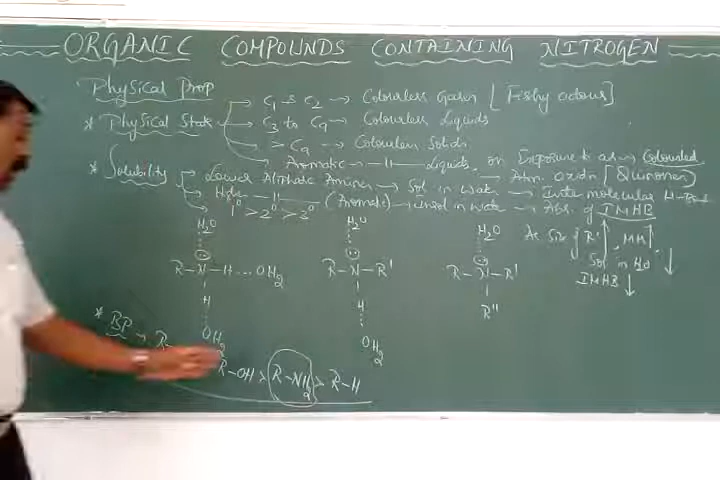 ORGANIC COMPOUNDS CONTAINING NITROGEN
Physical Prop
* Physical State → C1 & C2 → Colourless Gases [Fishy odour]
C3 to C9 → Colourless Liquids
> C9 → Colourless Solids
Aromatic — 〃 — Liquids, on Exposure to air → Coloured
→ Atm. Oxidn [Quinones]
* Solubility → Lower Aliphatic Amines → Sol in water → Inter molecular H-Bond
Higher — 〃 — (Aromatic) → Insol in water → Abs. of IMHB
1° > 2° > 3°
As Size of R↑, MM↑
Sol in H2O ↓
IMHB ↓
H2O H2O H2O
R–N–H...OH2 R–N–R' R–N–R'
H H R"
OH2 OH2
* BP → R
R–OH > R–NH2 > R–H